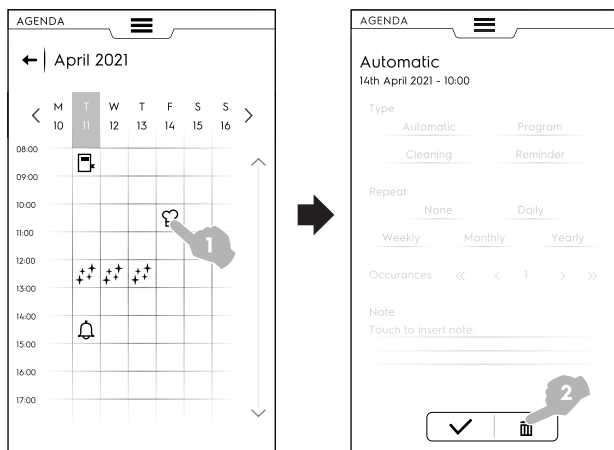 AGENDA
April 2021
M T W T F S S
10 11 12 13 14 15 16
08:00
09:00
10:00
11:00
12:00
13:00
14:00
15:00
16:00
17:00
1
AGENDA
Automatic
14th April 2021 - 10:00
Type
Automatic Program
Cleaning Reminder
Repeat
None Daily
Weekly Monthly Yearly
Occurances << < 1 > >>
Note
Touch to insert note.
2